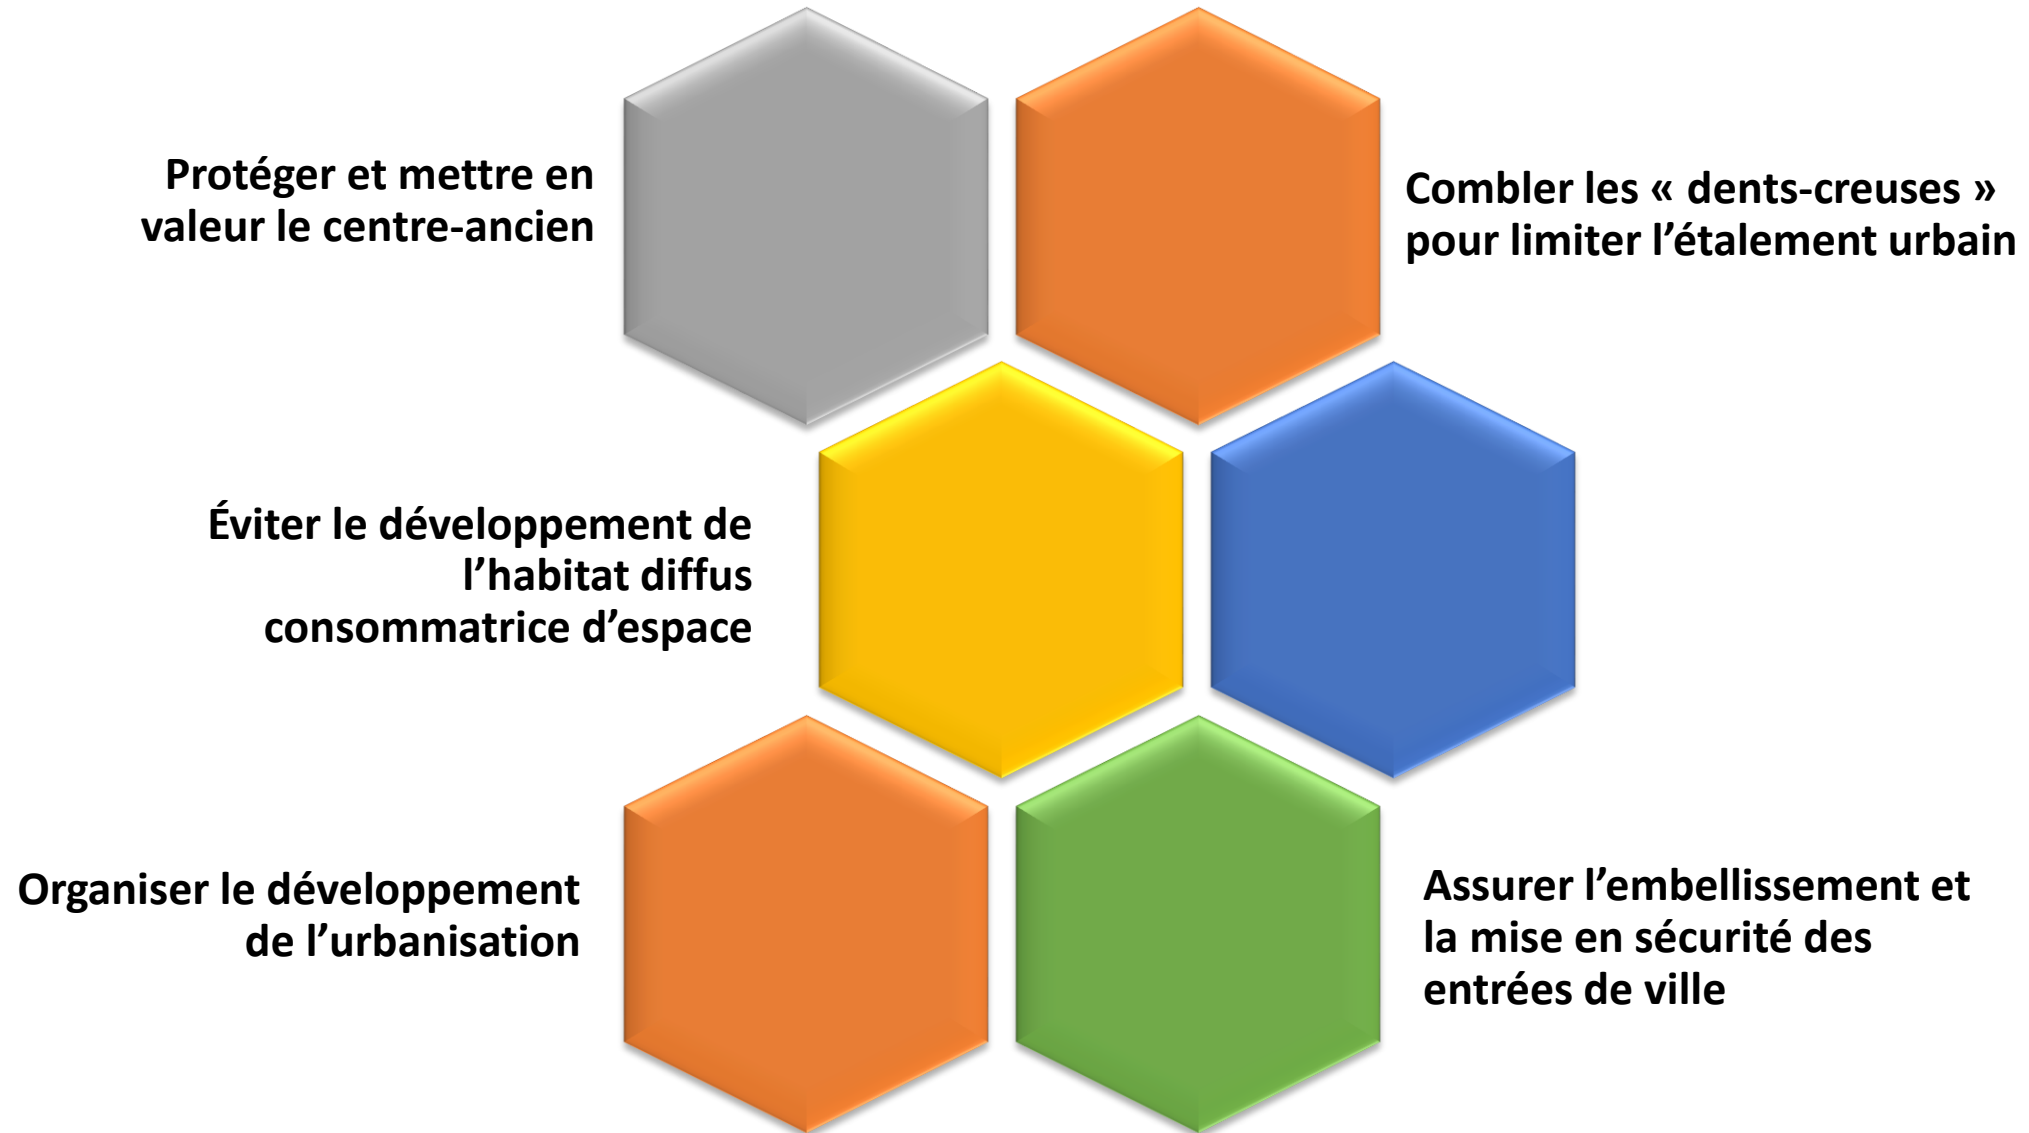 Protéger et mettre en
valeur le centre-ancien
Combler les « dents-creuses »
pour limiter l’étalement urbain
Éviter le développement de
l’habitat diffus
consommatrice d’espace
Organiser le développement
de l’urbanisation
Assurer l’embellissement et
la mise en sécurité des
entrées de ville